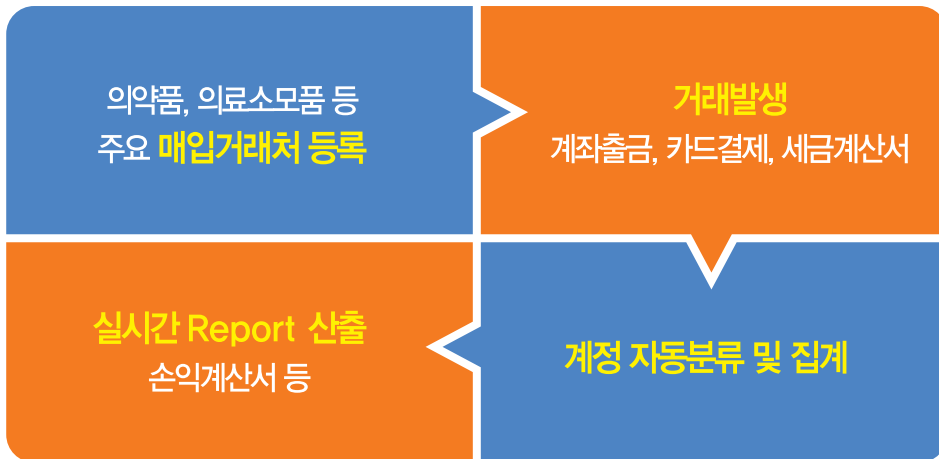 의약품, 의료소모품 등
주요 매입거래처 등록
거래발생
계좌출금, 카드결제, 세금계산서
계정 자동분류 및 집계
실시간 Report 산출
손익계산서 등